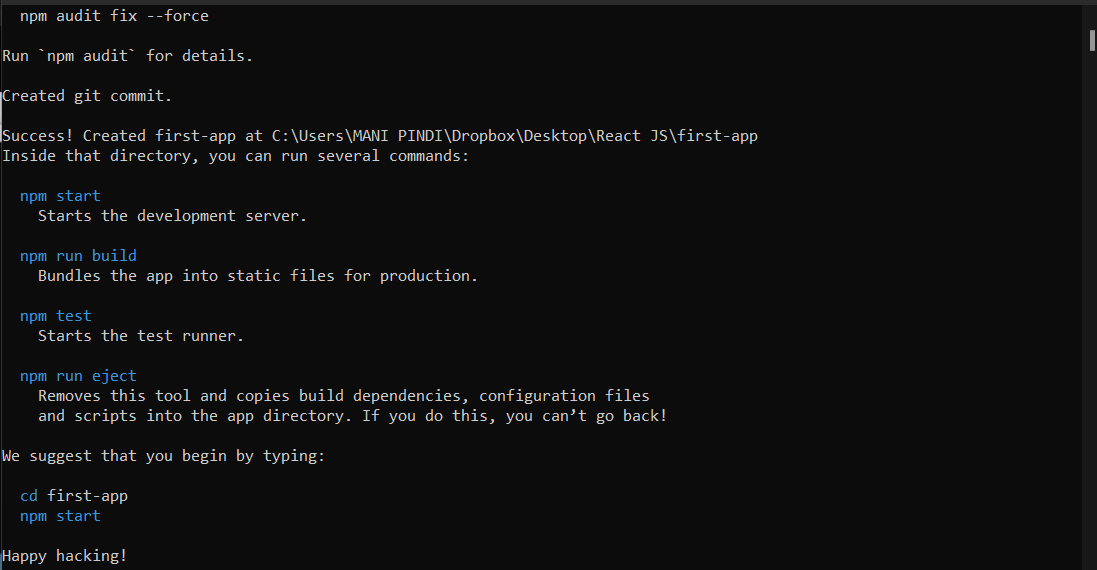 npm audit fix --force
Run `npm audit` for details.
Created git commit.
Success! Created first-app at C:\Users\MANI PINDI\Dropbox\Desktop\React JS\first-app
Inside that directory, you can run several commands:
npm start
Starts the development server.
npm run build
Bundles the app into static files for production.
npm test
Starts the test runner.
npm run eject
Removes this tool and copies build dependencies, configuration files
and scripts into the app directory. If you do this, you can’t go back!
We suggest that you begin by typing:
cd first-app
npm start
Happy hacking!